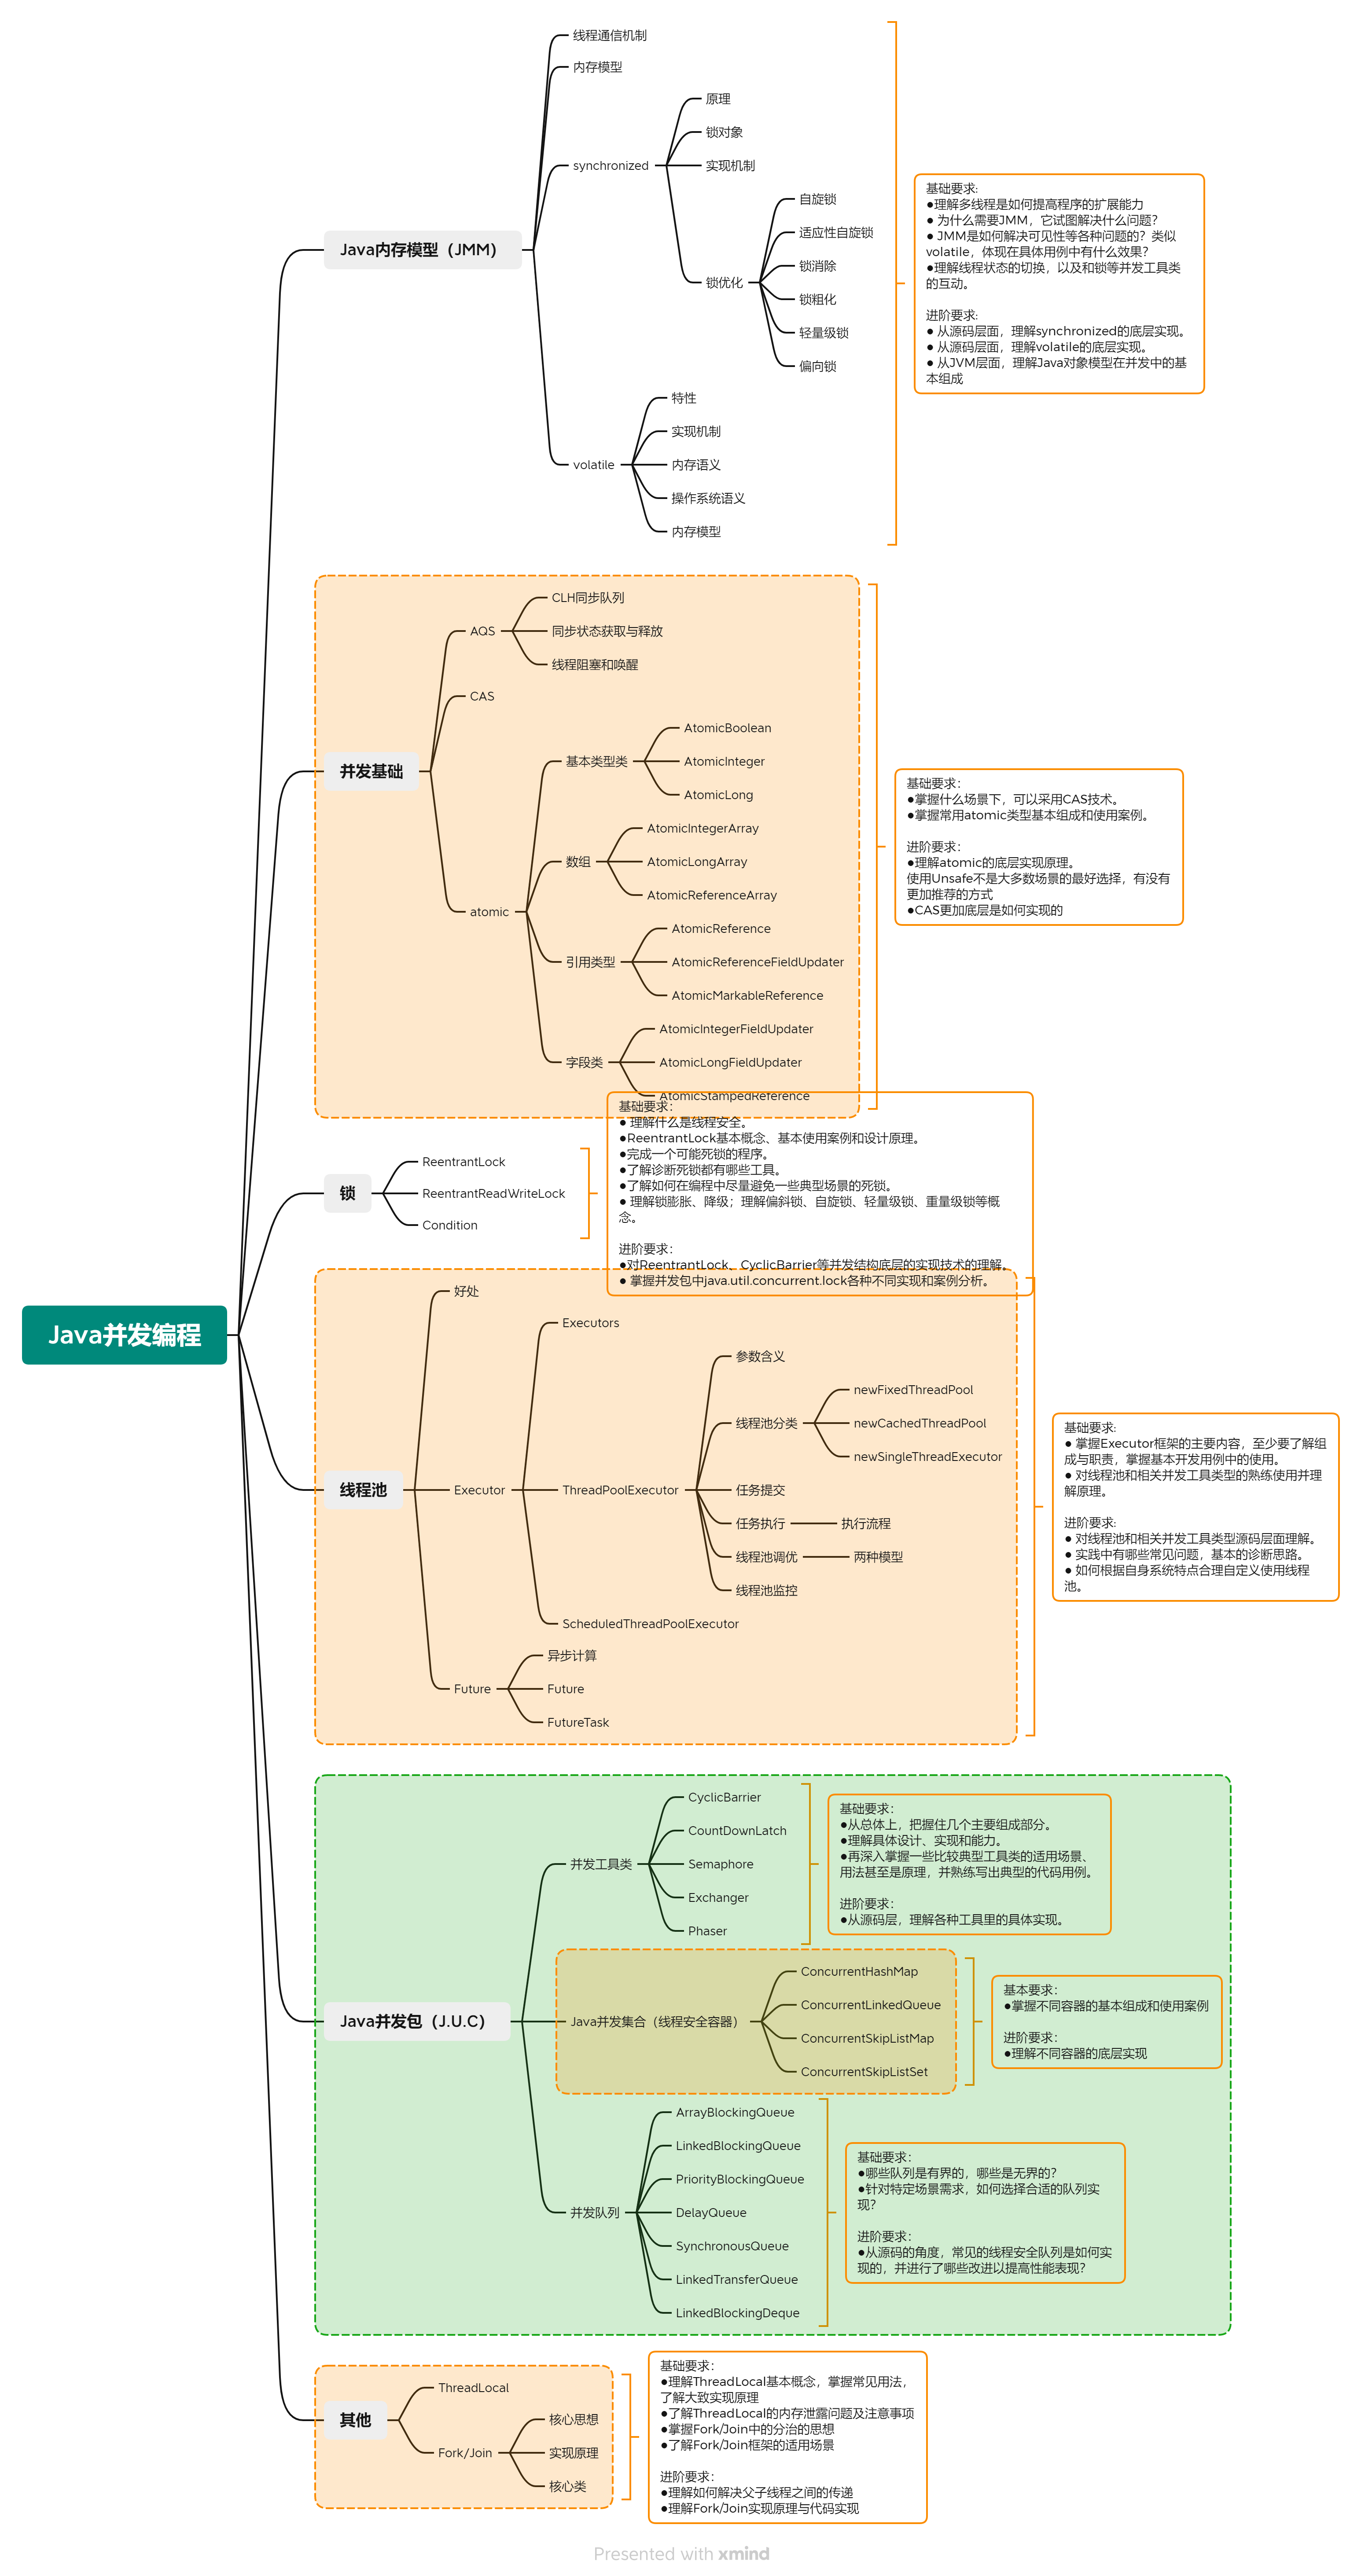 Java并发编程
Java内存模型（JMM）
线程通信机制
内存模型
synchronized
原理
锁对象
实现机制
锁优化
自旋锁
适应性自旋锁
锁消除
锁粗化
轻量级锁
偏向锁
volatile
特性
实现机制
内存语义
操作系统语义
内存模型
基础要求:
●理解多线程是如何提高程序的扩展能力
● 为什么需要JMM，它试图解决什么问题？
● JMM是如何解决可见性等各种问题的？类似
volatile，体现在具体用例中有什么效果？
●理解线程状态的切换，以及和锁等并发工具类
的互动。
进阶要求:
● 从源码层面，理解synchronized的底层实现。
● 从源码层面，理解volatile的底层实现。
● 从JVM层面，理解Java对象模型在并发中的基
本组成
并发基础
AQS
CLH同步队列
同步状态获取与释放
线程阻塞和唤醒
CAS
atomic
基本类型类
AtomicBoolean
AtomicInteger
AtomicLong
数组
AtomicIntegerArray
AtomicLongArray
AtomicReferenceArray
引用类型
AtomicReference
AtomicReferenceFieldUpdater
AtomicMarkableReference
字段类
AtomicIntegerFieldUpdater
AtomicLongFieldUpdater
AtomicStampedReference
基础要求：
●掌握什么场景下，可以采用CAS技术。
●掌握常用atomic类型基本组成和使用案例。
进阶要求：
●理解atomic的底层实现原理。
使用Unsafe不是大多数场景的最好选择，有没有
更加推荐的方式
●CAS更加底层是如何实现的
锁
ReentrantLock
ReentrantReadWriteLock
Condition
基础要求：
● 理解什么是线程安全。
●ReentrantLock基本概念、基本使用案例和设计原理。
●完成一个可能死锁的程序。
●了解诊断死锁都有哪些工具。
●了解如何在编程中尽量避免一些典型场景的死锁。
● 理解锁膨胀、降级；理解偏斜锁、自旋锁、轻量级锁、重量级锁等概
念。
进阶要求：
●对ReentrantLock、CyclicBarrier等并发结构底层的实现技术的理解。
● 掌握并发包中java.util.concurrent.lock各种不同实现和案例分析。
线程池
好处
Executor
Executors
ThreadPoolExecutor
参数含义
线程池分类
newFixedThreadPool
newCachedThreadPool
newSingleThreadExecutor
任务提交
任务执行
执行流程
线程池调优
两种模型
线程池监控
ScheduledThreadPoolExecutor
Future
异步计算
Future
FutureTask
基础要求:
● 掌握Executor框架的主要内容，至少要了解组
成与职责，掌握基本开发用例中的使用。
● 对线程池和相关并发工具类型的熟练使用并理
解原理。
进阶要求:
● 对线程池和相关并发工具类型源码层面理解。
● 实践中有哪些常见问题，基本的诊断思路。
● 如何根据自身系统特点合理自定义使用线程
池。
Java并发包（J.U.C）
并发工具类
CyclicBarrier
CountDownLatch
Semaphore
Exchanger
Phaser
基础要求：
●从总体上，把握住几个主要组成部分。
●理解具体设计、实现和能力。
●再深入掌握一些比较典型工具类的适用场景、
用法甚至是原理，并熟练写出典型的代码用例。
进阶要求：
●从源码层，理解各种工具里的具体实现。
Java并发集合（线程安全容器）
ConcurrentHashMap
ConcurrentLinkedQueue
ConcurrentSkipListMap
ConcurrentSkipListSet
基本要求：
●掌握不同容器的基本组成和使用案例
进阶要求：
●理解不同容器的底层实现
并发队列
ArrayBlockingQueue
LinkedBlockingQueue
PriorityBlockingQueue
DelayQueue
SynchronousQueue
LinkedTransferQueue
LinkedBlockingDeque
基础要求：
●哪些队列是有界的，哪些是无界的？
●针对特定场景需求，如何选择合适的队列实
现？
进阶要求：
●从源码的角度，常见的线程安全队列是如何实
现的，并进行了哪些改进以提高性能表现？
其他
ThreadLocal
Fork/Join
核心思想
实现原理
核心类
基础要求：
●理解ThreadLocal基本概念，掌握常见用法，
了解大致实现原理
●了解ThreadLocal的内存泄露问题及注意事项
●掌握Fork/Join中的分治的思想
●了解Fork/Join框架的适用场景
进阶要求：
●理解如何解决父子线程之间的传递
●理解Fork/Join实现原理与代码实现
Presented with xmind